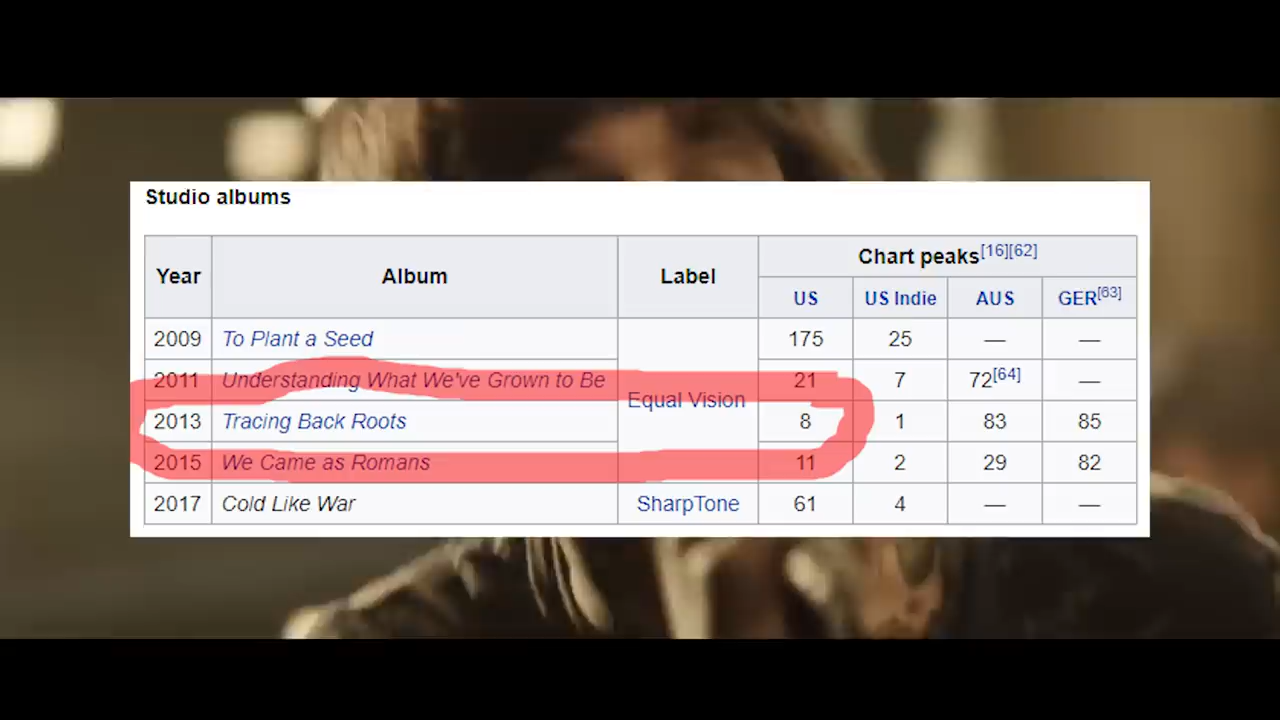 Studio albums
Year Album Label Chart peaks[16][62]
US US Indie AUS GER[63]
2009 To Plant a Seed Equal Vision 175 25 — —
2011 Understanding What We've Grown to Be 21 7 72[64] —
2013 Tracing Back Roots 8 1 83 85
2015 We Came as Romans 11 2 29 82
2017 Cold Like War SharpTone 61 4 — —